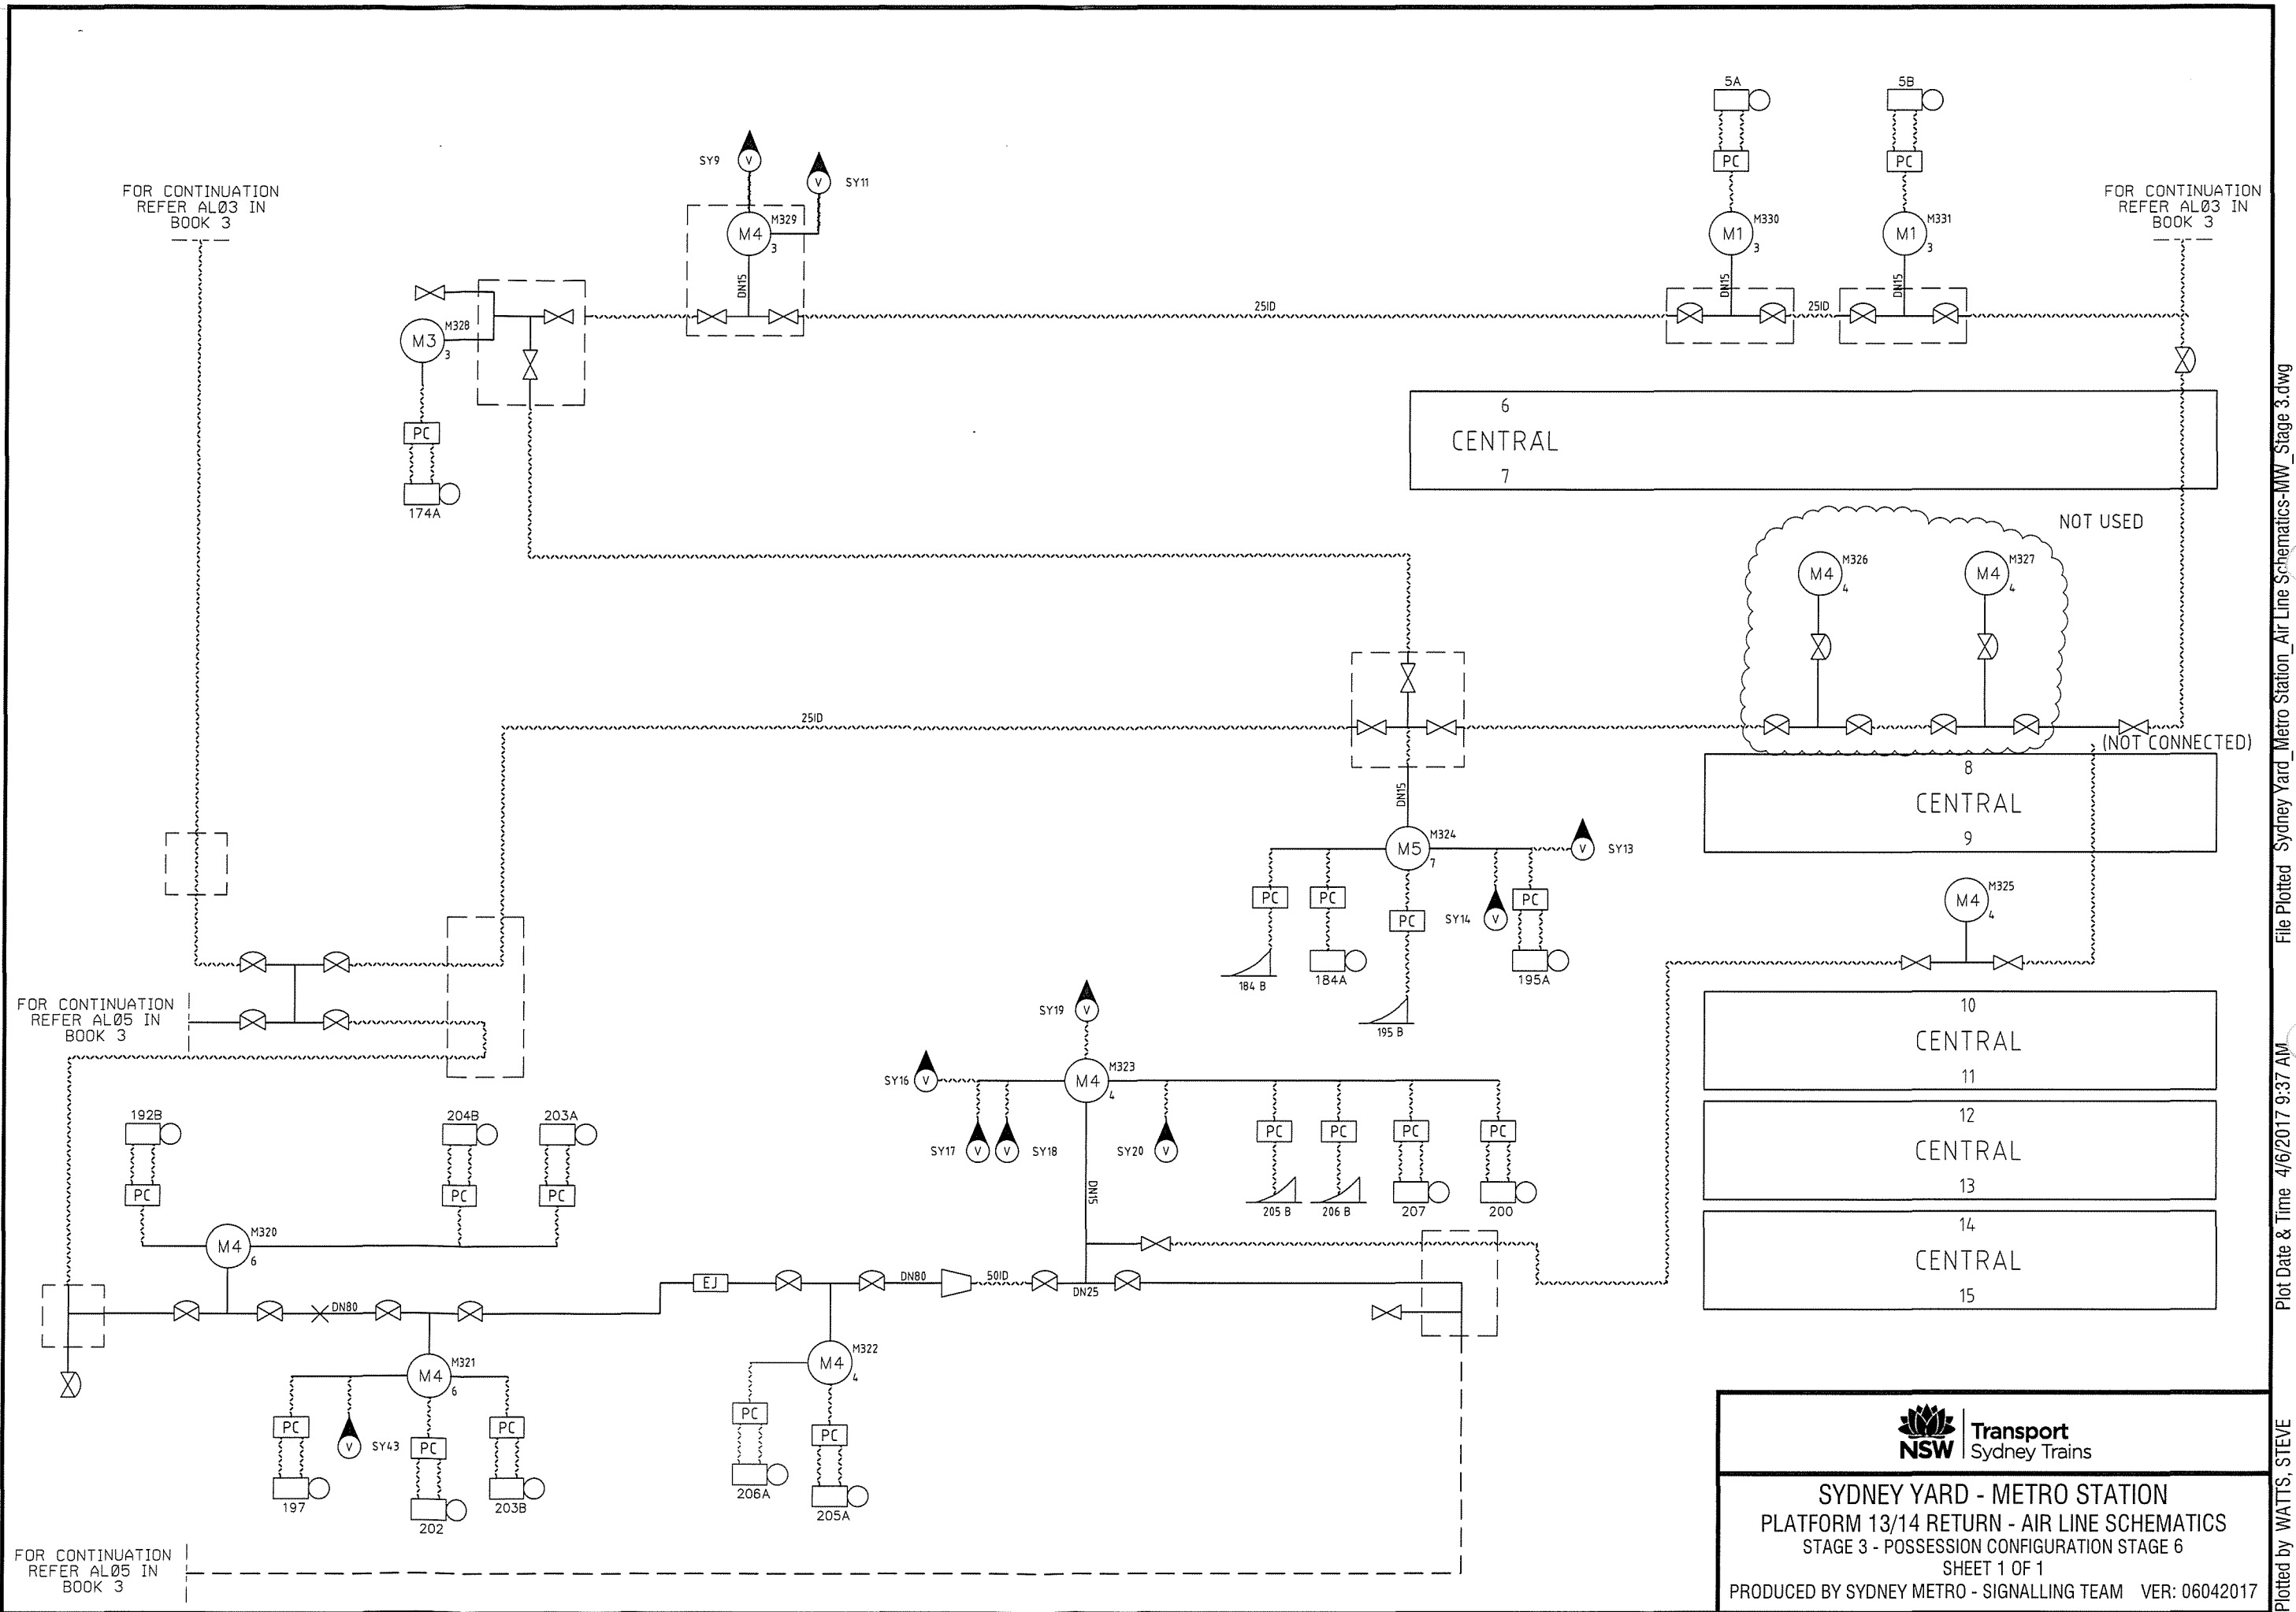 5A
5B
PC
PC
SY9
V
V
SY11
FOR CONTINUATION
REFER ALØ3 IN
BOOK 3
FOR CONTINUATION
REFER ALØ3 IN
BOOK 3
M329
M4
3
M330
M1
3
M331
M1
3
DN15
DN15
DN15
25ID
25ID
M328
M3
3
PC
174A
6
CENTRAL
7
NOT USED
M326
M4
4
M327
M4
4
25ID
(NOT CONNECTED)
8
CENTRAL
9
DN15
M324
M5
7
V
SY13
PC
PC
PC
SY14
V
PC
184 B
184A
195A
195 B
M325
M4
4
FOR CONTINUATION
REFER ALØ5 IN
BOOK 3
10
CENTRAL
11
SY19
V
SY16
V
M323
M4
4
SY17
V
V
SY18
SY20
V
PC
PC
PC
PC
205 B
206 B
207
200
12
CENTRAL
13
192B
204B
203A
PC
PC
PC
DN15
M320
M4
6
14
CENTRAL
15
DN80
EJ
DN80
50ID
DN25
M321
M4
6
M322
M4
4
PC
V
SY43
PC
PC
PC
PC
197
202
203B
206A
205A
FOR CONTINUATION
REFER ALØ5 IN
BOOK 3
NSW
Transport
Sydney Trains
SYDNEY YARD - METRO STATION
PLATFORM 13/14 RETURN - AIR LINE SCHEMATICS
STAGE 3 - POSSESSION CONFIGURATION STAGE 6
SHEET 1 OF 1
PRODUCED BY SYDNEY METRO - SIGNALLING TEAM VER: 06042017
Plotted by WATTS, STEVE
Plot Date & Time 4/6/2017 9:37 AM
File Plotted Sydney Yard_Metro Station_Air Line Schematics-MW_Stage 3.dwg